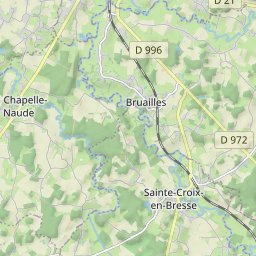 D 21
D 996
Chapelle-
Naude
Bruailles
D 972
Sainte-Croix-
en-Bresse